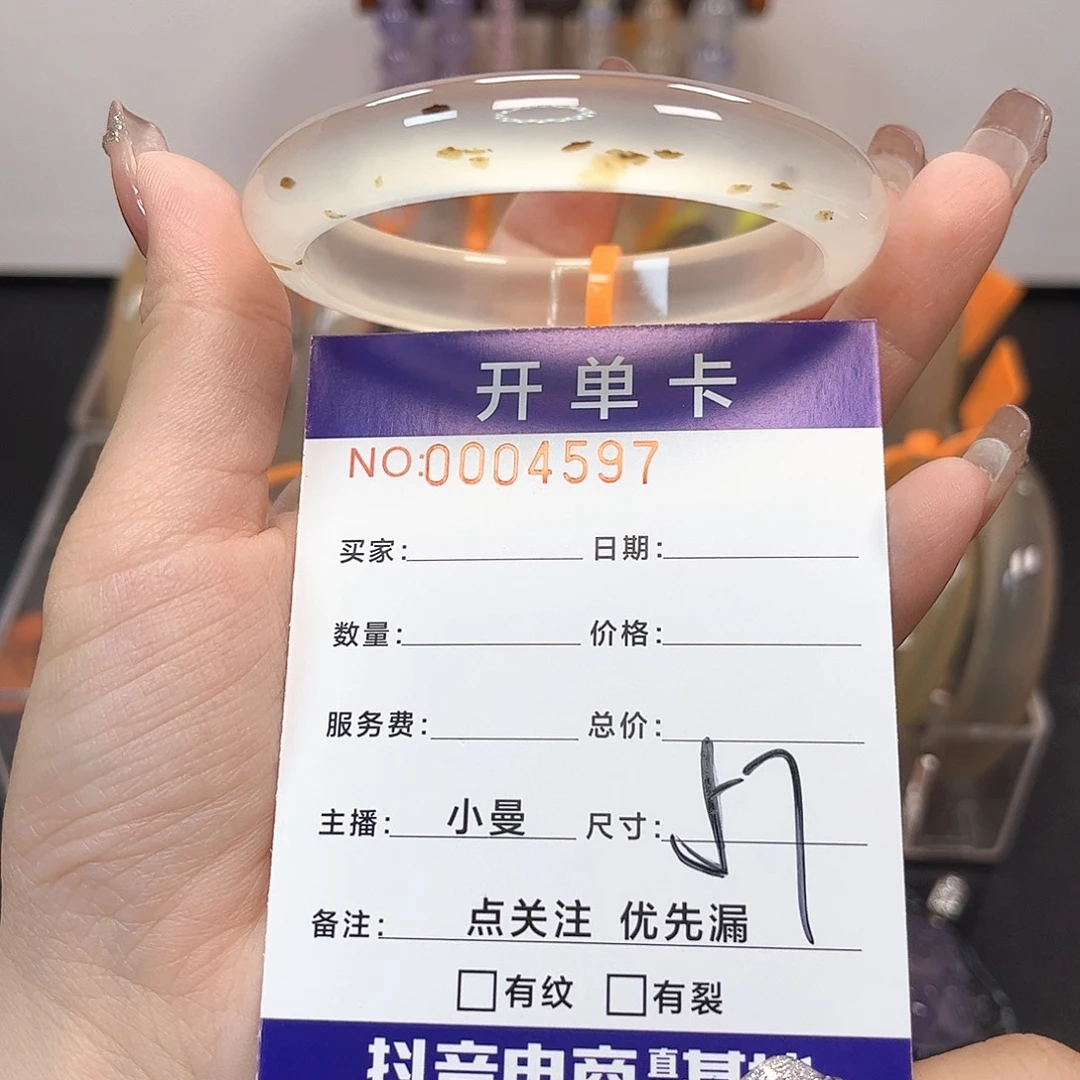 开单卡
NO:0004597
买家: 日期:
数量: 价格:
服务费: 总价:
主播: 小曼 尺寸: 57
备注: 点关注 优先漏
有纹 有裂
抖音电商真